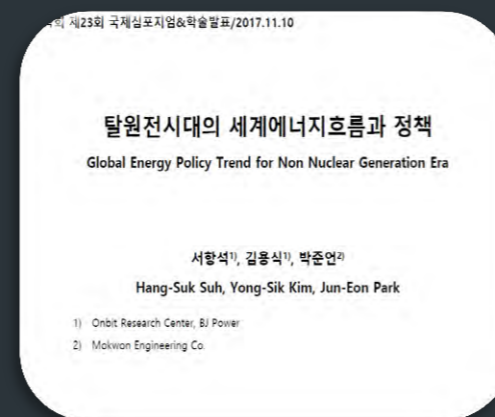 제23회 국제심포지엄&학술발표/2017.11.10
탈원전시대의 세계에너지흐름과 정책
Global Energy Policy Trend for Non Nuclear Generation Era
서항석¹⁾, 김용식¹⁾, 박준언²⁾
Hang-Suk Suh, Yong-Sik Kim, Jun-Eon Park
1) Onbit Research Center, BJ Power
2) Mokwon Engineering Co.